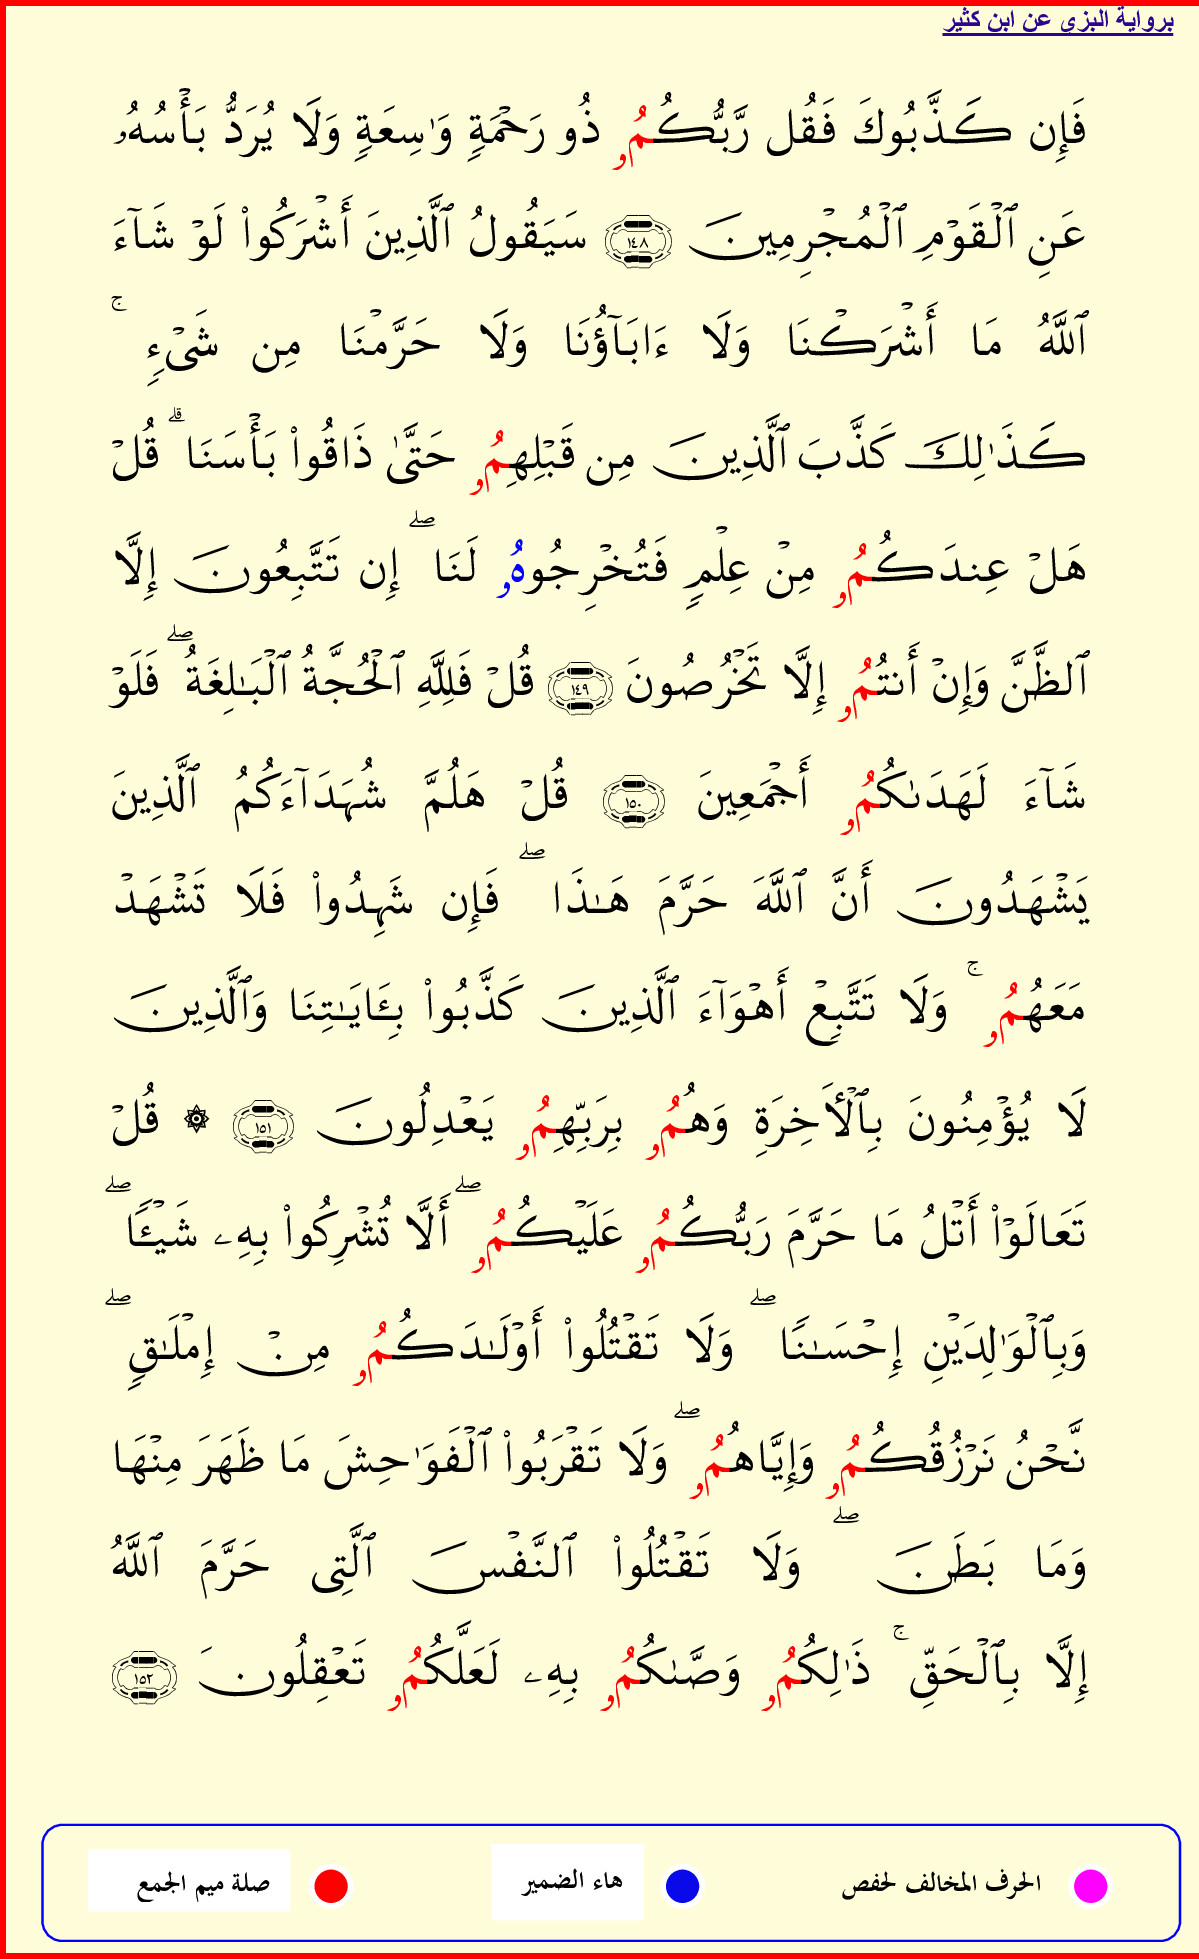 برواية البزى عن ابن كثير
فَإِن كَذَّبُوكَ فَقُل رَّبُّكُمُۥ ذُو رَحْمَةٍ وَٰسِعَةٍ وَلَا يُرَدُّ بَأْسُهُۥ
عَنِ ٱلْقَوْمِ ٱلْمُجْرِمِينَ ١٤٨ سَيَقُولُ ٱلَّذِينَ أَشْرَكُوا۟ لَوْ شَآءَ
ٱللَّهُ مَا أَشْرَكْنَا وَلَا ءَابَآؤُنَا وَلَا حَرَّمْنَا مِن شَىْءٍ ۚ
كَذَٰلِكَ كَذَّبَ ٱلَّذِينَ مِن قَبْلِهِمُۥ حَتَّىٰ ذَاقُوا۟ بَأْسَنَا ۗ قُلْ
هَلْ عِندَكُمُۥ مِنْ عِلْمٍ فَتُخْرِجُوهُۥ لَنَا ۖ إِن تَتَّبِعُونَ إِلَّا
ٱلظَّنَّ وَإِنْ أَنتُمُۥ إِلَّا تَخْرُصُونَ ١٤٩ قُلْ فَلِلَّهِ ٱلْحُجَّةُ ٱلْبَـٰلِغَةُ ۖ فَلَوْ
شَآءَ لَهَدَىٰكُمُۥ أَجْمَعِينَ ١٥٠ قُلْ هَلُمَّ شُهَدَآءَكُمُ ٱلَّذِينَ
يَشْهَدُونَ أَنَّ ٱللَّهَ حَرَّمَ هَـٰذَا ۖ فَإِن شَهِدُوا۟ فَلَا تَشْهَدْ
مَعَهُمُۥ ۚ وَلَا تَتَّبِعْ أَهْوَآءَ ٱلَّذِينَ كَذَّبُوا۟ بِـَٔايَـٰتِنَا وَٱلَّذِينَ
لَا يُؤْمِنُونَ بِٱلْأَخِرَةِ وَهُمُۥ بِرَبِّهِمُۥ يَعْدِلُونَ ١٥١ ۞ قُلْ
تَعَالَوْا۟ أَتْلُ مَا حَرَّمَ رَبُّكُمُۥ عَلَيْكُمُۥ ۖ أَلَّا تُشْرِكُوا۟ بِهِۦ شَيْـًٔا ۖ
وَبِٱلْوَٰلِدَيْنِ إِحْسَـٰنًا ۖ وَلَا تَقْتُلُوا۟ أَوْلَـٰدَكُمُۥ مِنْ إِمْلَـٰقٍ ۖ
نَّحْنُ نَرْزُقُكُمُۥ وَإِيَّاهُمُۥ ۖ وَلَا تَقْرَبُوا۟ ٱلْفَوَٰحِشَ مَا ظَهَرَ مِنْهَا
وَمَا بَطَنَ ۖ وَلَا تَقْتُلُوا۟ ٱلنَّفْسَ ٱلَّتِى حَرَّمَ ٱللَّهُ
إِلَّا بِٱلْحَقِّ ۚ ذَٰلِكُمُۥ وَصَّىٰكُمُۥ بِهِۦ لَعَلَّكُمُۥ تَعْقِلُونَ ١٥٢
الحرف المخالف لحفص هاء الضمير صلة ميم الجمع